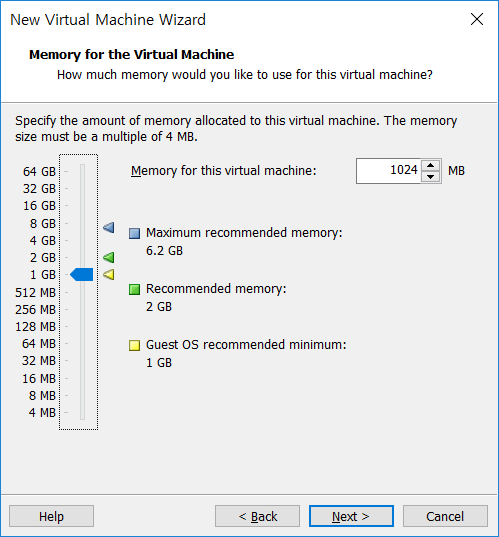 New Virtual Machine Wizard
Memory for the Virtual Machine
How much memory would you like to use for this virtual machine?
Specify the amount of memory allocated to this virtual machine. The memory
size must be a multiple of 4 MB.
64 GB
32 GB
16 GB
8 GB
4 GB
2 GB
1 GB
512 MB
256 MB
128 MB
64 MB
32 MB
16 MB
8 MB
4 MB
Memory for this virtual machine: 1024 MB
Maximum recommended memory:
6.2 GB
Recommended memory:
2 GB
Guest OS recommended minimum:
1 GB
Help
< Back
Next >
Cancel